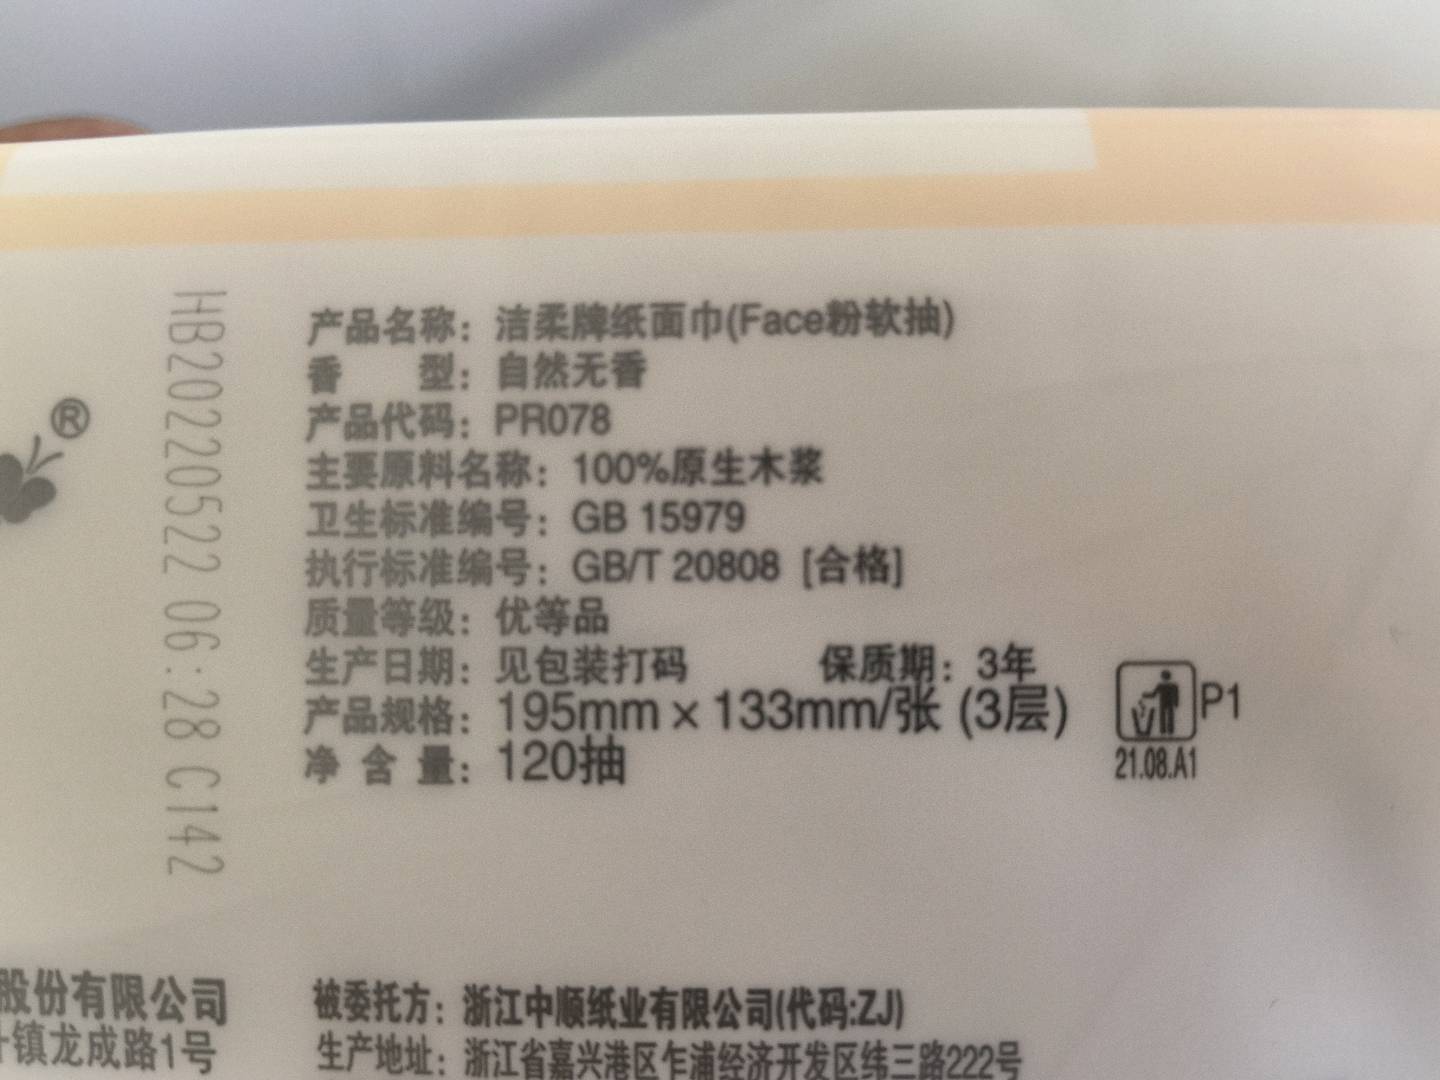 ®
HB20220522 06:28 C142
产品名称：洁柔牌纸面巾(Face粉软抽)
香 型：自然无香
产品代码：PR078
主要原料名称：100%原生木浆
卫生标准编号：GB 15979
执行标准编号：GB/T 20808 [合格]
质量等级：优等品
生产日期：见包装打码 保质期：3年
产品规格：195mm×133mm/张 (3层)
净 含 量：120抽
P1
21.08.A1
股份有限公司
镇龙成路1号
被委托方：浙江中顺纸业有限公司(代码:ZJ)
生产地址：浙江省嘉兴港区乍浦经济开发区纬三路222号